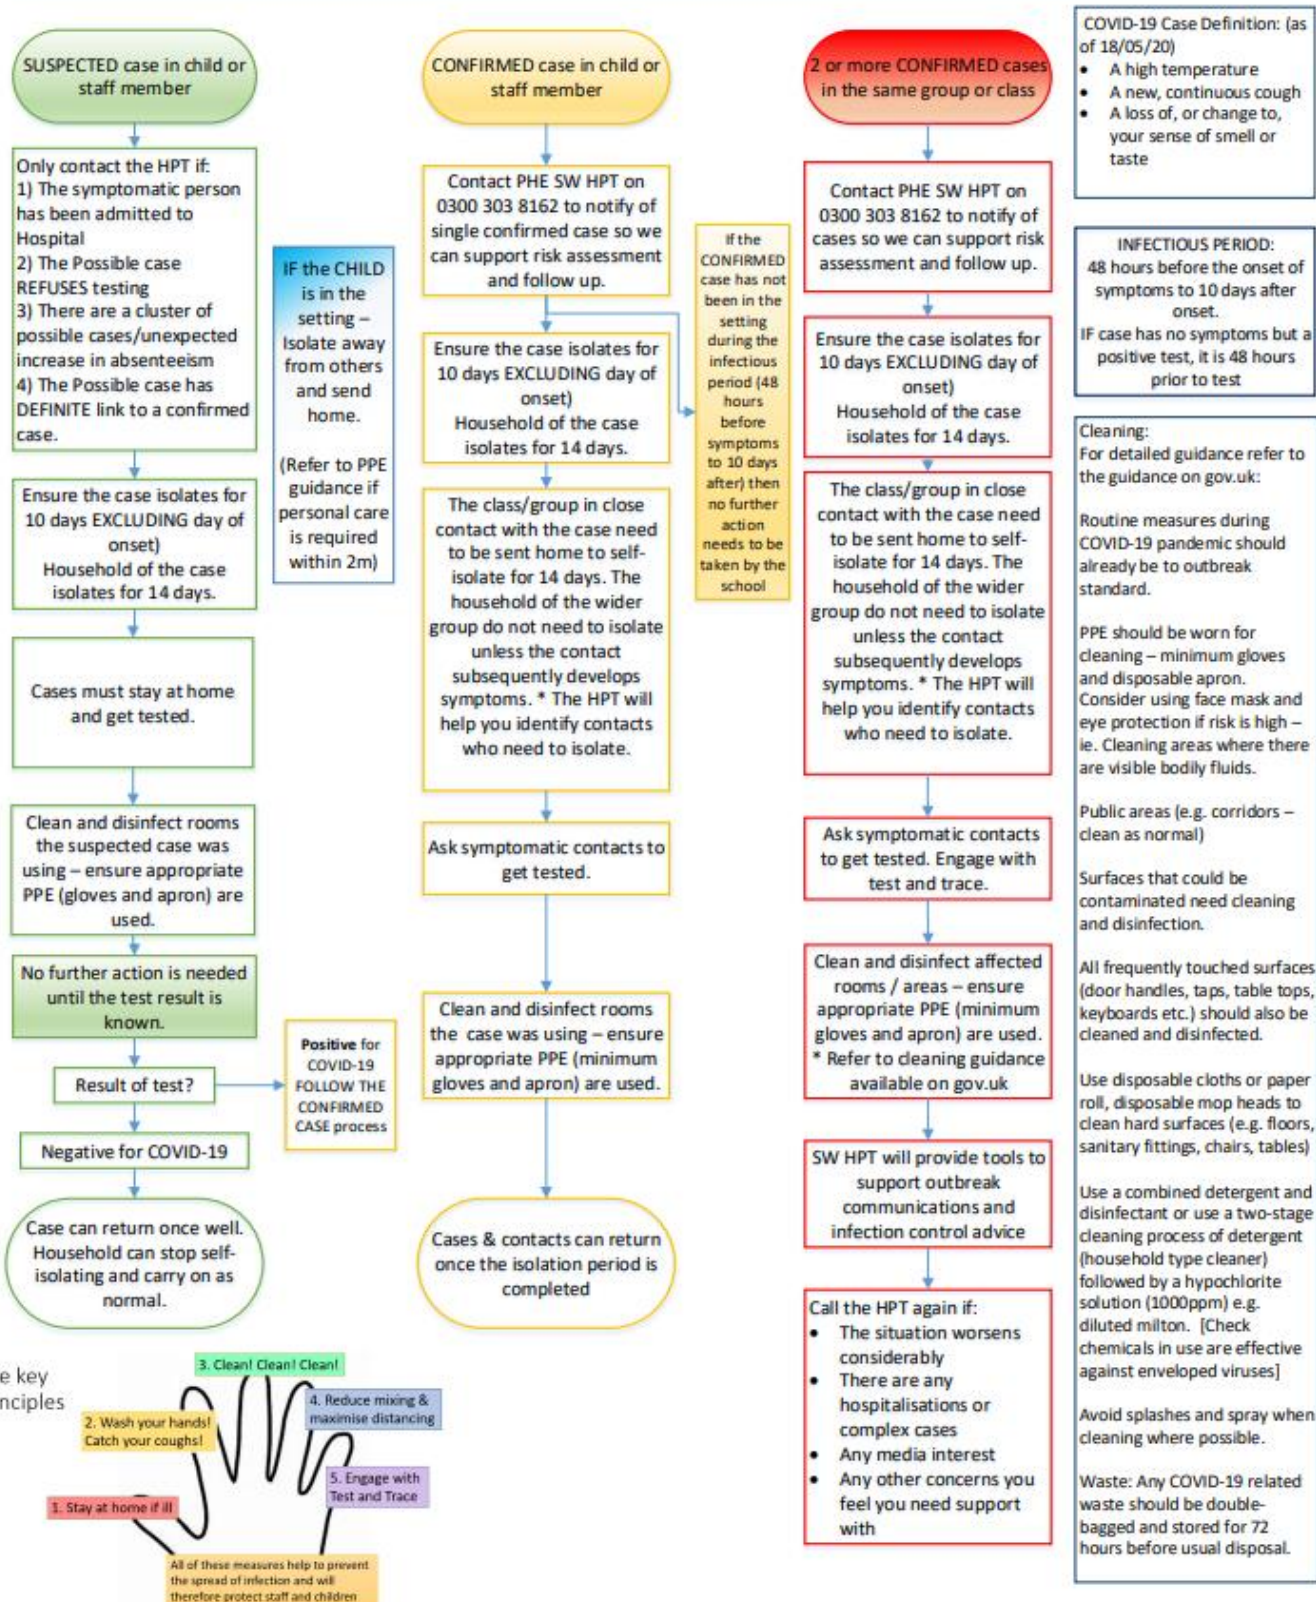 SUSPECTED case in child or
staff member
Only contact the HPT if:
1) The symptomatic person
has been admitted to
Hospital
2) The Possible case
REFUSES testing
3) There are a cluster of
possible cases/unexpected
increase in absenteeism
4) The Possible case has
DEFINITE link to a confirmed
case.
Ensure the case isolates for
10 days EXCLUDING day of
onset)
Household of the case
isolates for 14 days.
Cases must stay at home
and get tested.
Clean and disinfect rooms
the suspected case was
using – ensure appropriate
PPE (gloves and apron) are
used.
No further action is needed
until the test result is
known.
Result of test?
Negative for COVID-19
Case can return once well.
Household can stop self-
isolating and carry on as
normal.
IF the CHILD
is in the
setting –
Isolate away
from others
and send
home.
(Refer to PPE
guidance if
personal care
is required
within 2m)
Positive for
COVID-19
FOLLOW THE
CONFIRMED
CASE process
CONFIRMED case in child or
staff member
Contact PHE SW HPT on
0300 303 8162 to notify of
single confirmed case so we
can support risk assessment
and follow up.
Ensure the case isolates for
10 days EXCLUDING day of
onset)
Household of the case
isolates for 14 days.
The class/group in close
contact with the case need
to be sent home to self-
isolate for 14 days. The
household of the wider
group do not need to isolate
unless the contact
subsequently develops
symptoms. * The HPT will
help you identify contacts
who need to isolate.
Ask symptomatic contacts to
get tested.
Clean and disinfect rooms
the case was using – ensure
appropriate PPE (minimum
gloves and apron) are used.
Cases & contacts can return
once the isolation period is
completed
If the
CONFIRMED
case has not
been in the
setting
during the
infectious
period (48
hours
before
symptoms
to 10 days
after) then
no further
action
needs to be
taken by the
school
2 or more CONFIRMED cases
in the same group or class
Contact PHE SW HPT on
0300 303 8162 to notify of
cases so we can support risk
assessment and follow up.
Ensure the case isolates for
10 days EXCLUDING day of
onset)
Household of the case
isolates for 14 days.
The class/group in close
contact with the case need
to be sent home to self-
isolate for 14 days. The
household of the wider
group do not need to isolate
unless the contact
subsequently develops
symptoms. * The HPT will
help you identify contacts
who need to isolate.
Ask symptomatic contacts
to get tested. Engage with
test and trace.
Clean and disinfect affected
rooms / areas – ensure
appropriate PPE (minimum
gloves and apron) are used.
* Refer to cleaning guidance
available on gov.uk
SW HPT will provide tools to
support outbreak
communications and
infection control advice
Call the HPT again if:
• The situation worsens
considerably
• There are any
hospitalisations or
complex cases
• Any media interest
• Any other concerns you
feel you need support
with
COVID-19 Case Definition: (as
of 18/05/20)
• A high temperature
• A new, continuous cough
• A loss of, or change to,
your sense of smell or
taste
INFECTIOUS PERIOD:
48 hours before the onset of
symptoms to 10 days after
onset.
IF case has no symptoms but a
positive test, it is 48 hours
prior to test
Cleaning:
For detailed guidance refer to
the guidance on gov.uk:
Routine measures during
COVID-19 pandemic should
already be to outbreak
standard.
PPE should be worn for
cleaning – minimum gloves
and disposable apron.
Consider using face mask and
eye protection if risk is high –
ie. Cleaning areas where there
are visible bodily fluids.
Public areas (e.g. corridors –
clean as normal)
Surfaces that could be
contaminated need cleaning
and disinfection.
All frequently touched surfaces
(door handles, taps, table tops,
keyboards etc.) should also be
cleaned and disinfected.
Use disposable cloths or paper
roll, disposable mop heads to
clean hard surfaces (e.g. floors,
sanitary fittings, chairs, tables)
Use a combined detergent and
disinfectant or use a two-stage
cleaning process of detergent
(household type cleaner)
followed by a hypochlorite
solution (1000ppm) e.g.
diluted milton. [Check
chemicals in use are effective
against enveloped viruses]
Avoid splashes and spray when
cleaning where possible.
Waste: Any COVID-19 related
waste should be double-
bagged and stored for 72
hours before usual disposal.
e key
nciples
1. Stay at home if ill
2. Wash your hands!
Catch your coughs!
3. Clean! Clean! Clean!
4. Reduce mixing &
maximise distancing
5. Engage with
Test and Trace
All of these measures help to prevent
the spread of infection and will
therefore protect staff and children